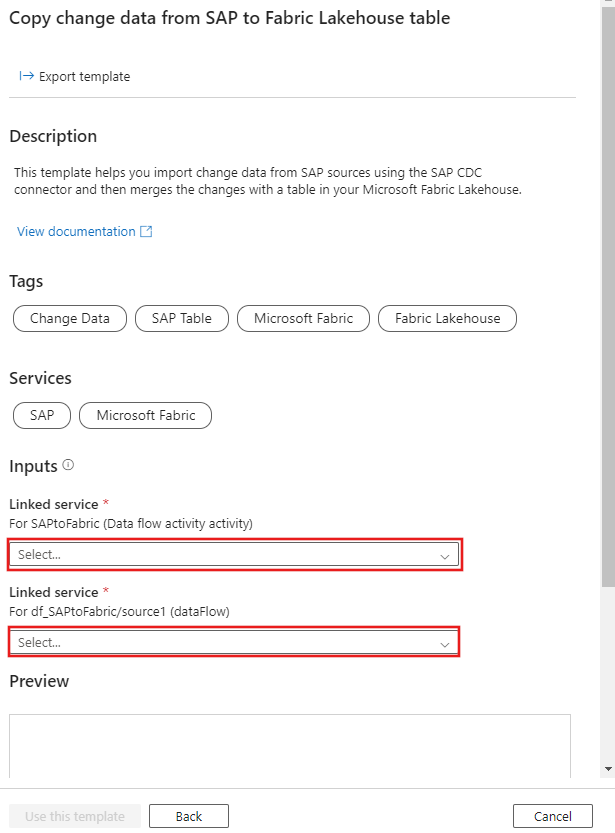 Copy change data from SAP to Fabric Lakehouse table
Export template
Description
This template helps you import change data from SAP sources using the SAP CDC
connector and then merges the changes with a table in your Microsoft Fabric Lakehouse.
View documentation
Tags
Change Data SAP Table Microsoft Fabric Fabric Lakehouse
Services
SAP Microsoft Fabric
Inputs
Linked service *
For SAPtoFabric (Data flow activity activity)
Select...
Linked service *
For df_SAPtoFabric/source1 (dataFlow)
Select...
Preview
Use this template Back Cancel